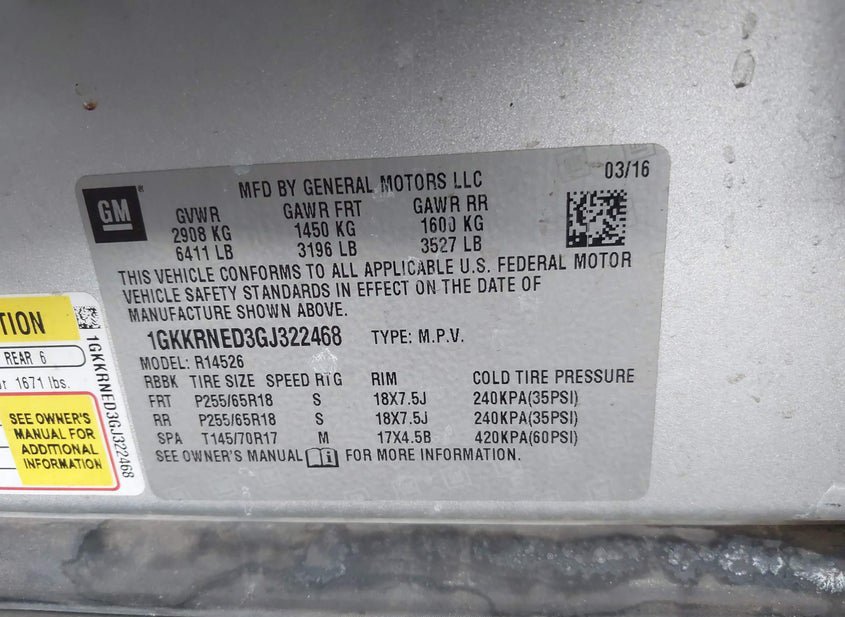 MFD BY GENERAL MOTORS LLC 03/16
GM ®
GVWR GAWR FRT GAWR RR
2908 KG 1450 KG 1600 KG
6411 LB 3196 LB 3527 LB
THIS VEHICLE CONFORMS TO ALL APPLICABLE U.S. FEDERAL MOTOR
VEHICLE SAFETY STANDARDS IN EFFECT ON THE DATE OF
MANUFACTURE SHOWN ABOVE.
1GKKRNED3GJ322468 TYPE: M.P.V.
MODEL: R14526
RBBK TIRE SIZE SPEED RTG RIM COLD TIRE PRESSURE
FRT P255/65R18 S 18X7.5J 240KPA(35PSI)
RR P255/65R18 S 18X7.5J 240KPA(35PSI)
SPA T145/70R17 M 17X4.5B 420KPA(60PSI)
SEE OWNER'S MANUAL FOR MORE INFORMATION.
REAR 6
1671 lbs.
SEE OWNER'S
MANUAL FOR
ADDITIONAL
INFORMATION
1GKKRNED3GJ322468